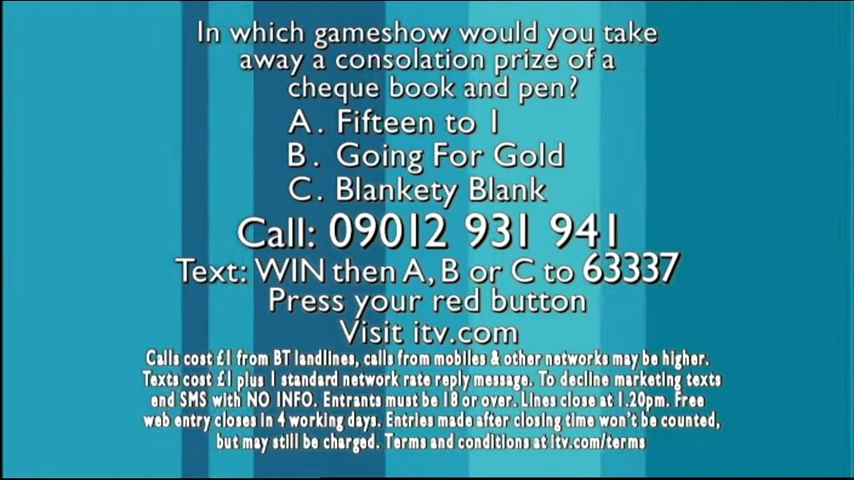 In which gameshow would you take
away a consolation prize of a
cheque book and pen?
A. Fifteen to 1
B. Going For Gold
C. Blankety Blank
Call: 09012 931 941
Text: WIN then A, B or C to 63337
Press your red button
Visit itv.com
Calls cost £1 from BT landlines, calls from mobiles & other networks may be higher.
Texts cost £1 plus 1 standard network rate reply message. To decline marketing texts
end SMS with NO INFO. Entrants must be 18 or over. Lines close at 1.20pm. Free
web entry closes in 4 working days. Entries made after closing time won't be counted,
but may still be charged. Terms and conditions at itv.com/terms